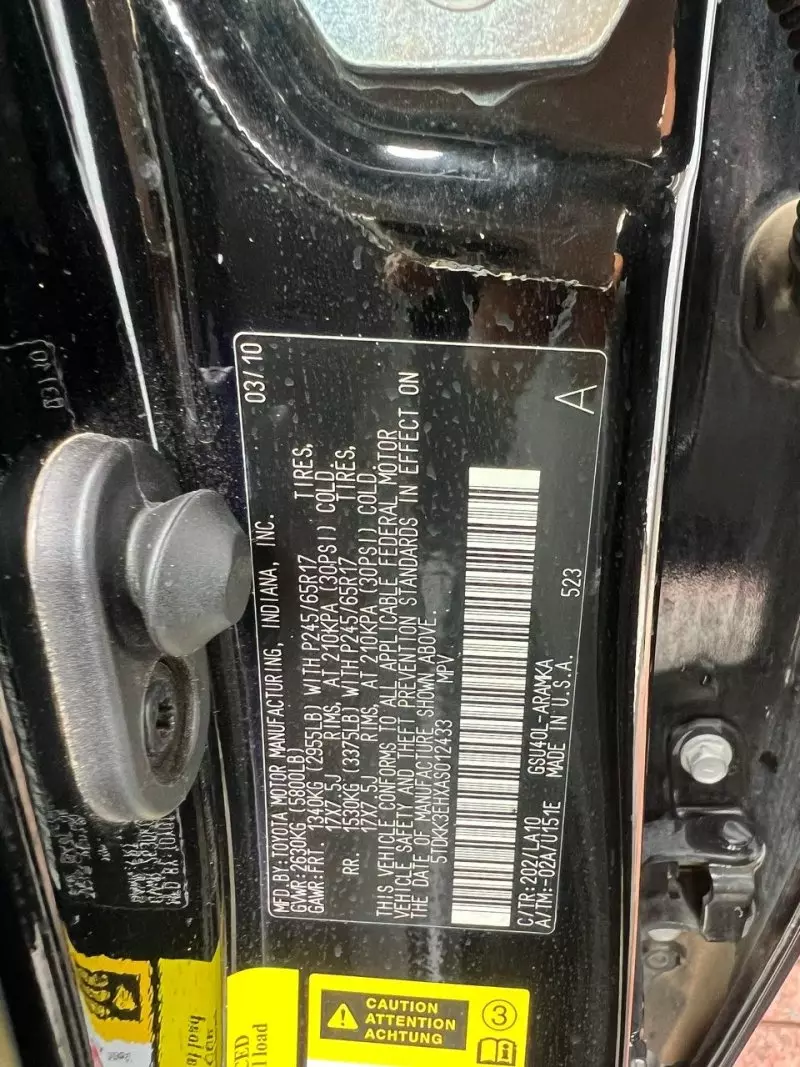 MFD. BY:TOYOTA MOTOR MANUFACTURING, INDIANA, INC. 03/10
GVWR:2630KG (5800LB)
GAWR:FRT. 1340KG (2955LB) WITH P245/65R17 TIRES,
17X7.5J RIMS, AT 210KPA (30PSI) COLD.
RR. 1530KG (3375LB) WITH P245/65R17 TIRES,
17X7.5J RIMS, AT 210KPA (30PSI) COLD.
THIS VEHICLE CONFORMS TO ALL APPLICABLE FEDERAL MOTOR
VEHICLE SAFETY AND THEFT PREVENTION STANDARDS IN EFFECT ON
THE DATE OF MANUFACTURE SHOWN ABOVE.
5TDKK3EHXAS012433 MPV
C/TR:202/LA10 GSU40L-ARAMKA
A/TM:-02A/U151E MADE IN U.S.A. 523
A
CAUTION
ATTENTION
ACHTUNG
3
load